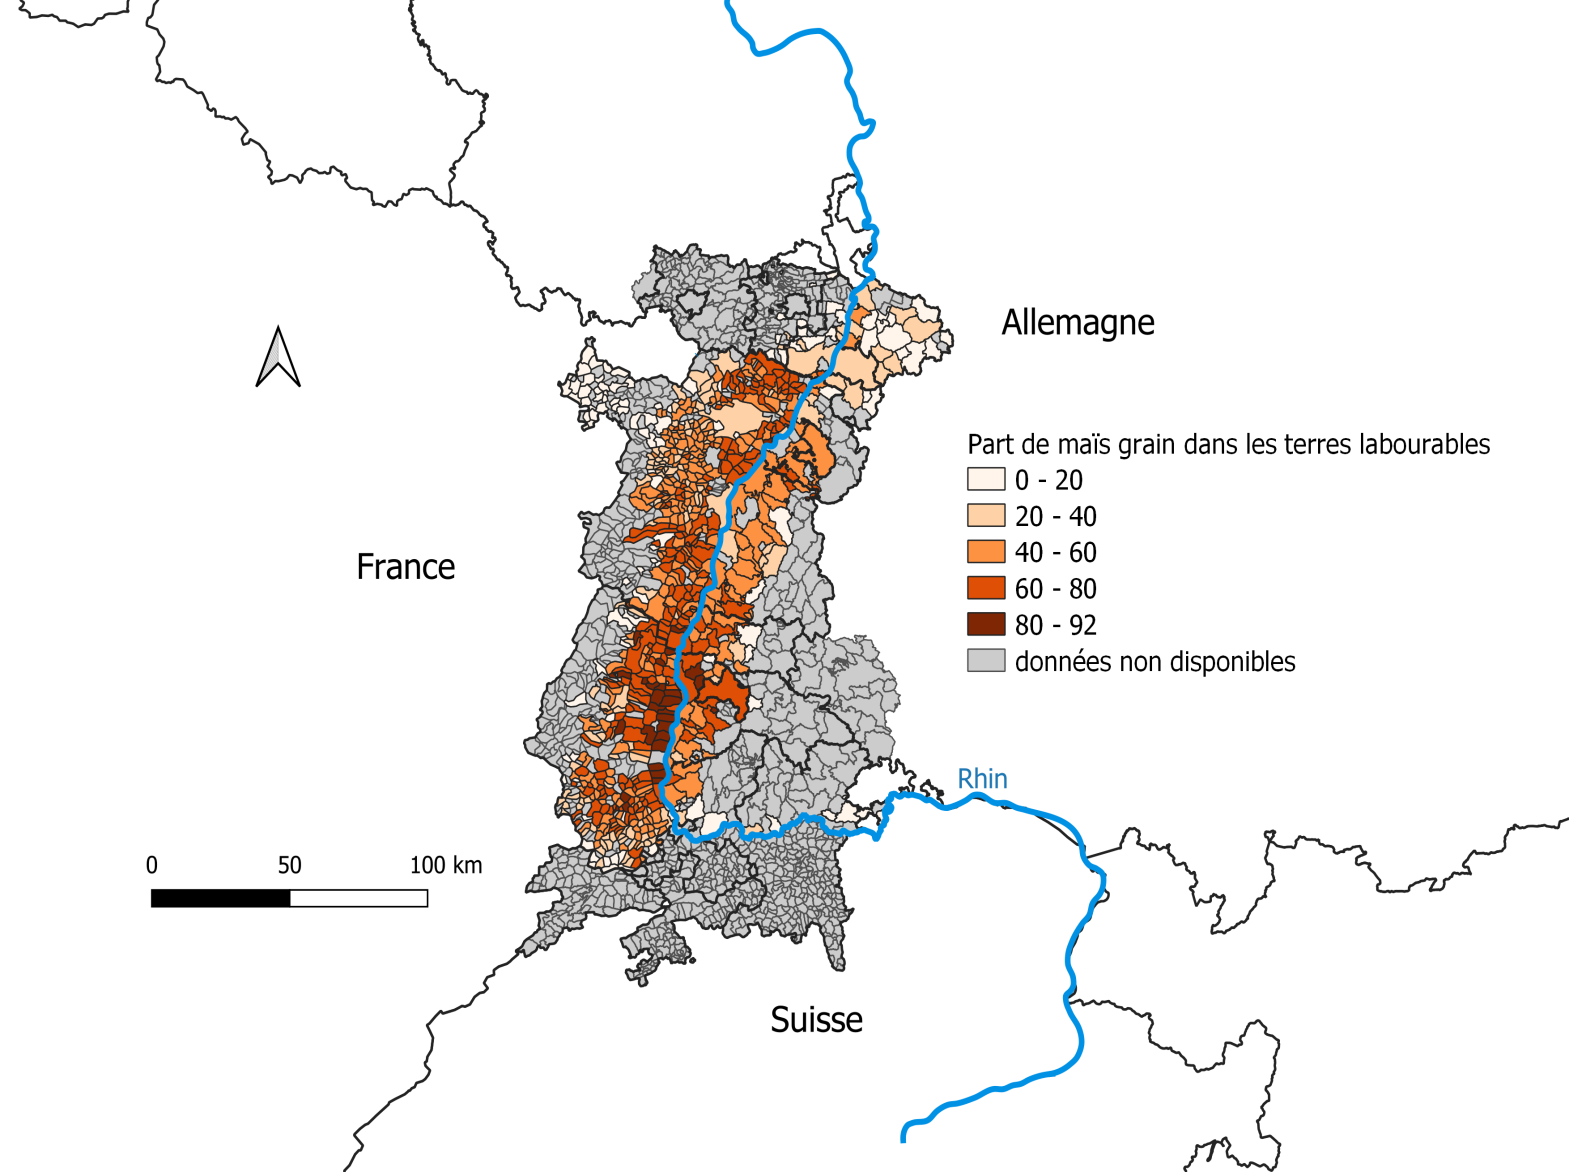 Allemagne
Part de maïs grain dans les terres labourables
0 - 20
20 - 40
40 - 60
60 - 80
80 - 92
données non disponibles
France
Rhin
0 50 100 km
Suisse